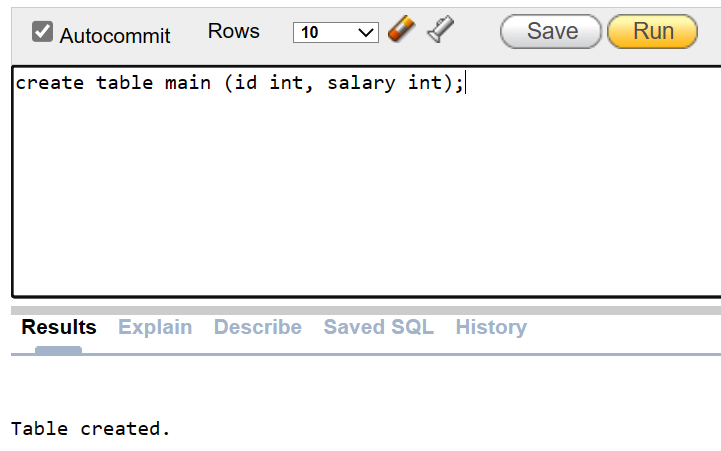 Autocommit Rows 10 Save Run
create table main (id int, salary int);
Results Explain Describe Saved SQL History
Table created.